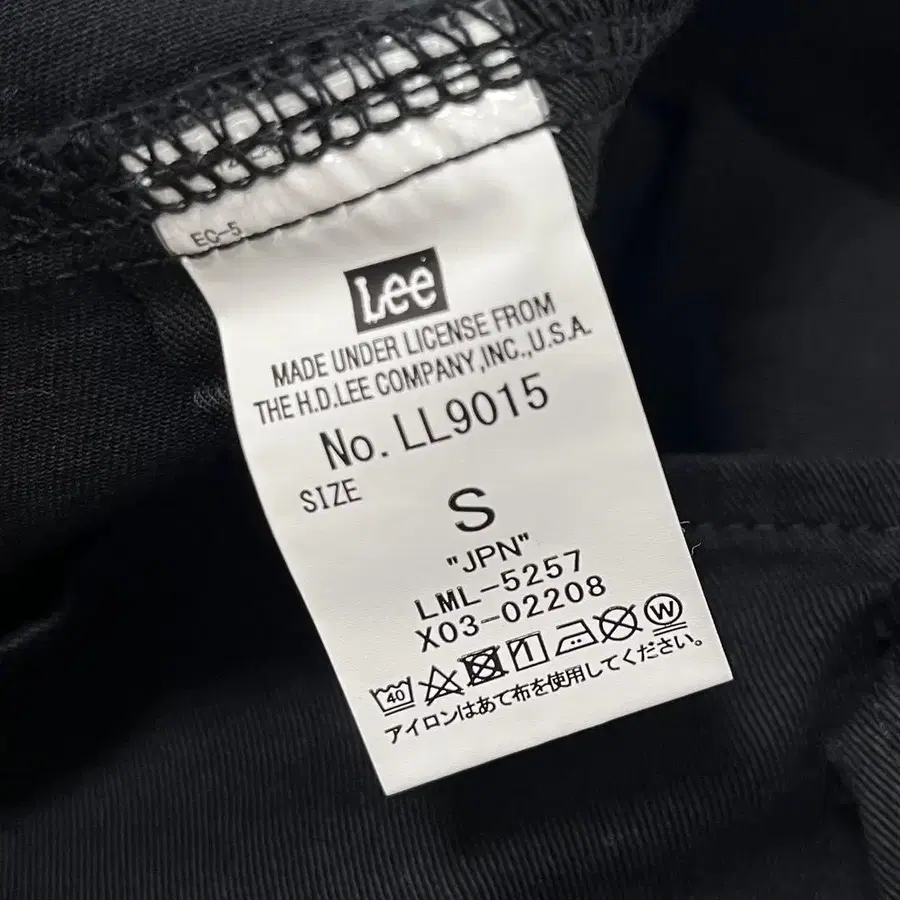 EC-5
Lee
MADE UNDER LICENSE FROM
THE H.D.LEE COMPANY,INC.,U.S.A.
No. LL9015
SIZE
S
"JPN"
LML-5257
X03-02208
40 W
アイロンはあて布を使用してください。